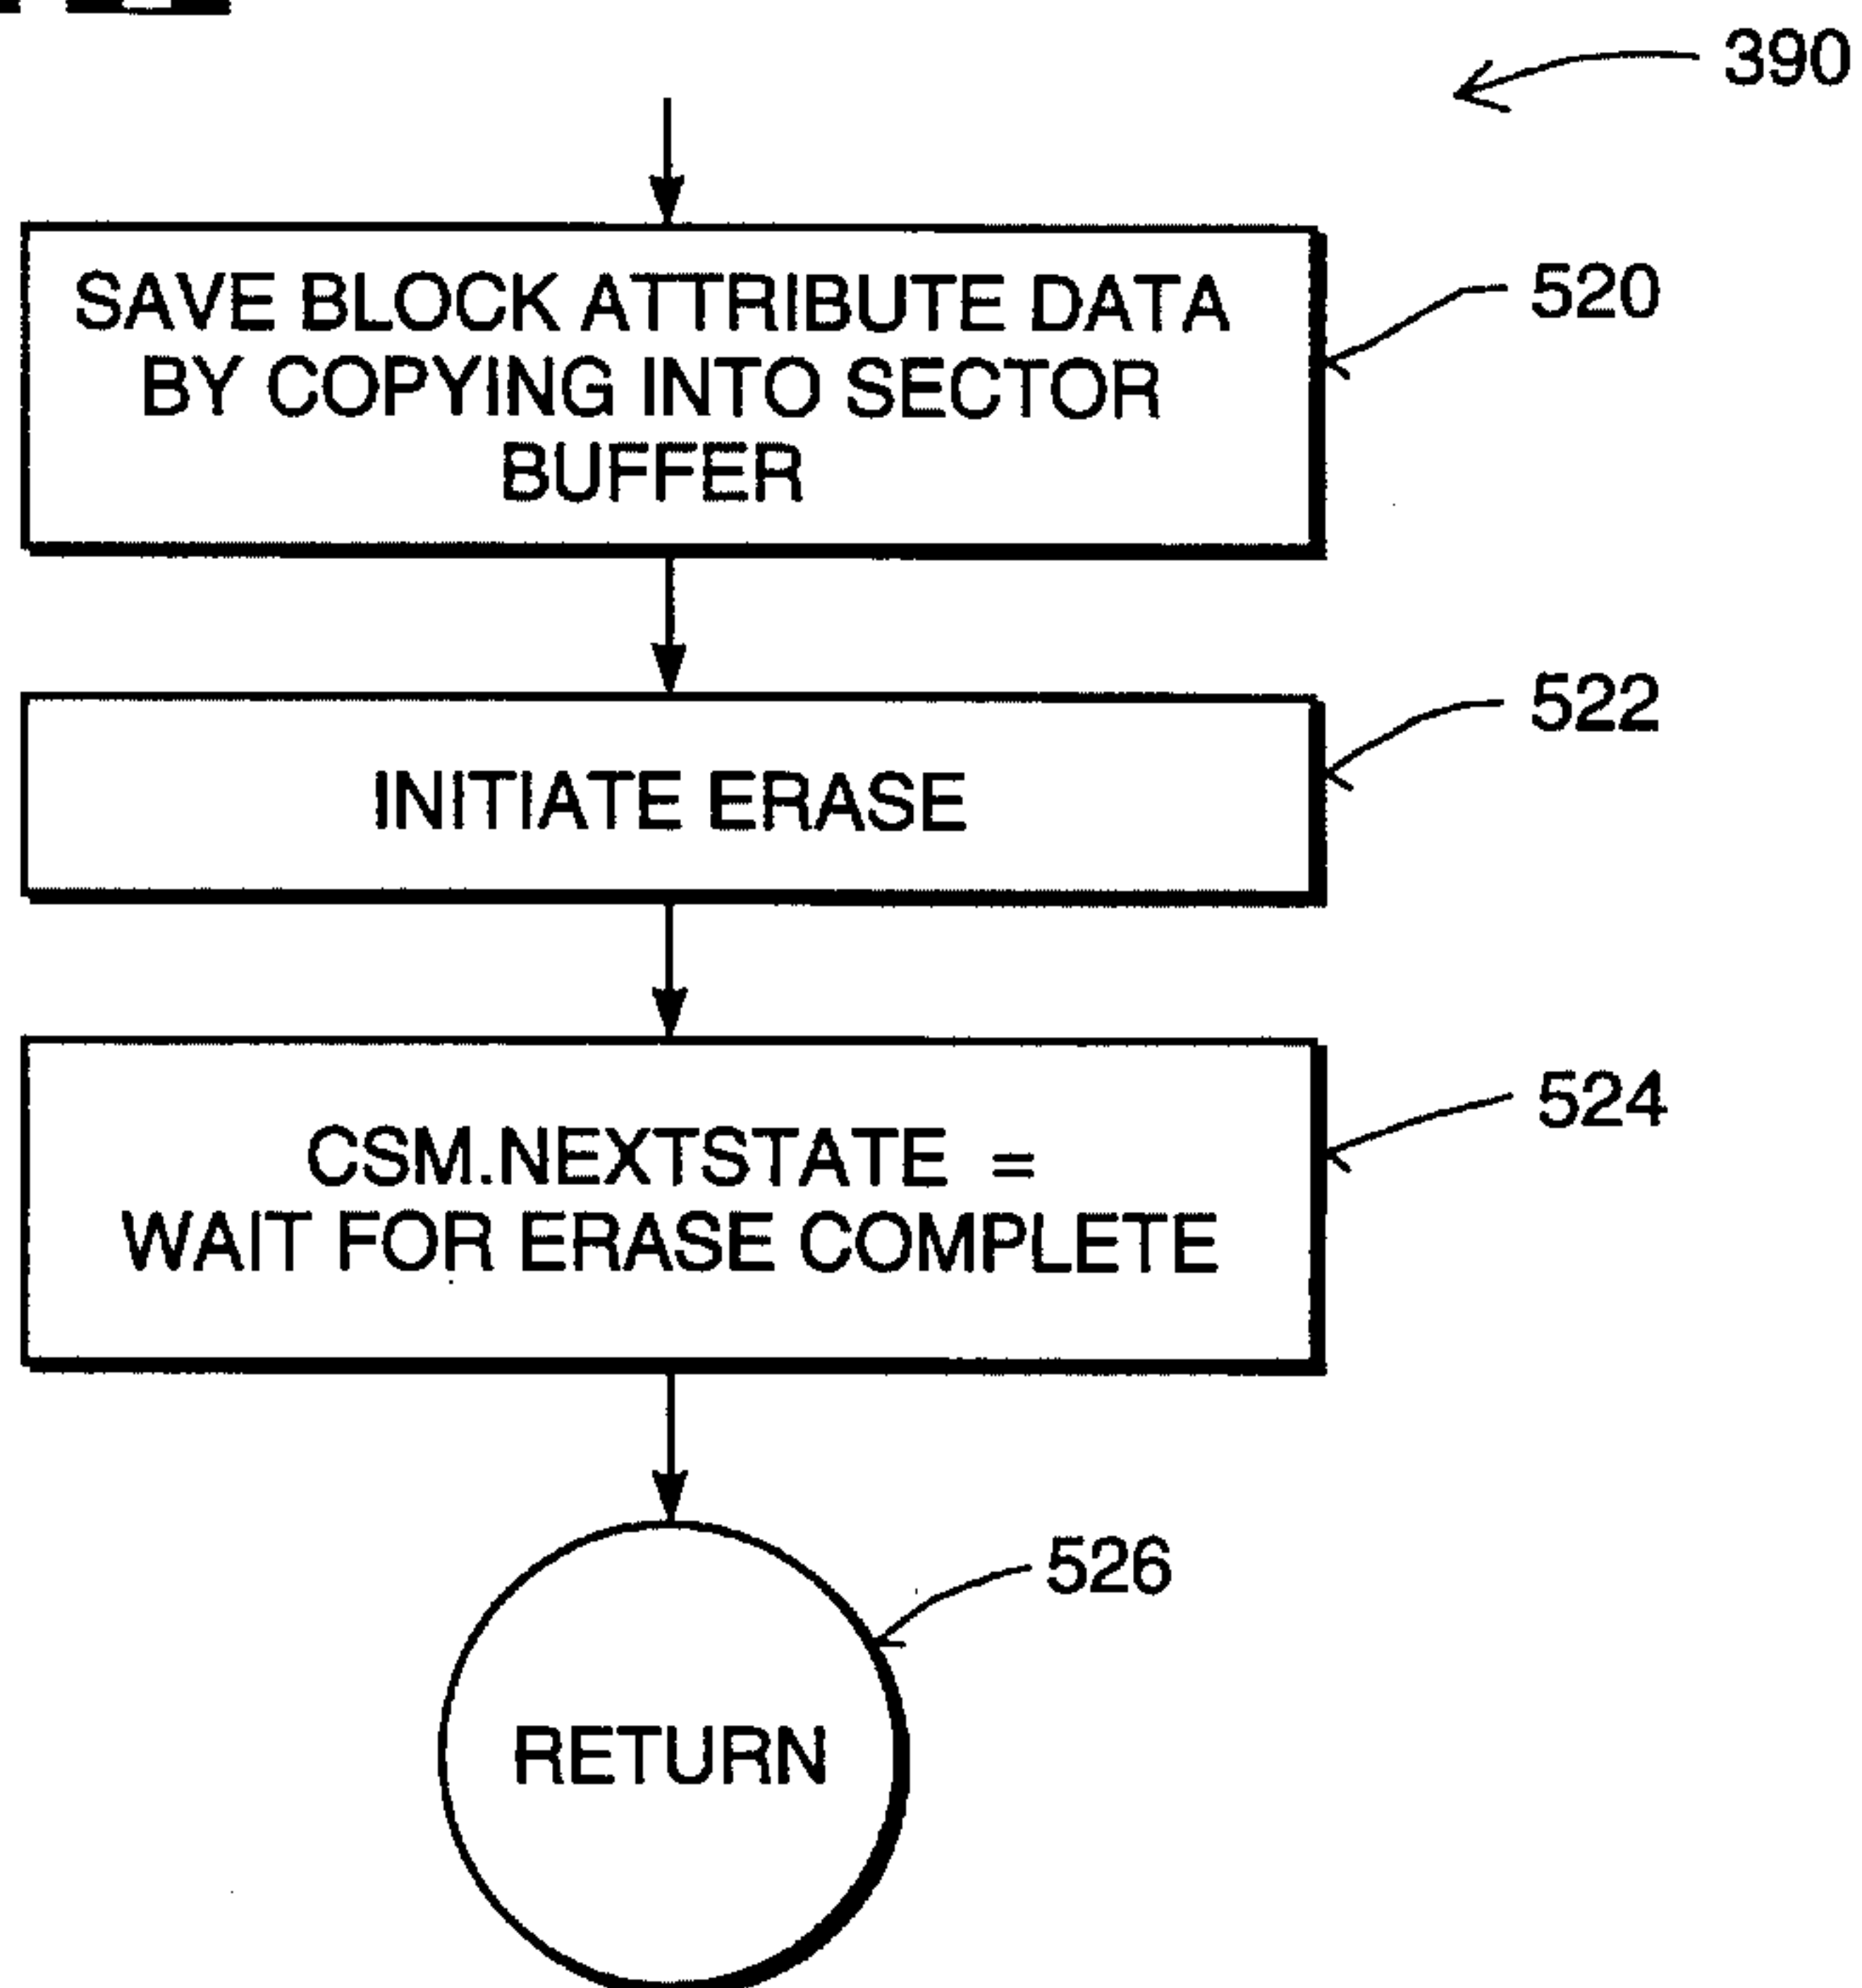 390
SAVE BLOCK ATTRIBUTE DATA
BY COPYING INTO SECTOR
BUFFER
520
INITIATE ERASE
522
CSM.NEXTSTATE =
WAIT FOR ERASE COMPLETE
524
RETURN
526